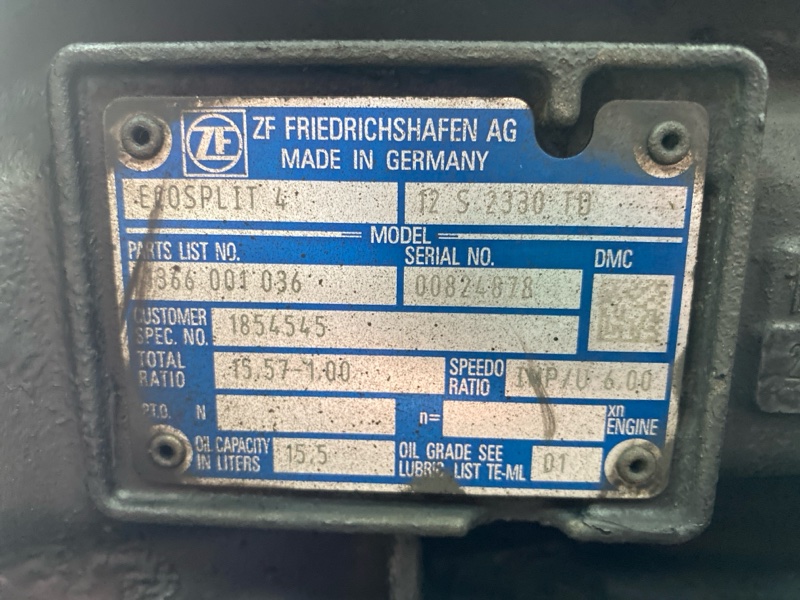 ZF
ZF FRIEDRICHSHAFEN AG
MADE IN GERMANY
ECOSPLIT 4
12 S 2330 TD
MODEL
PARTS LIST NO.
SERIAL NO.
DMC
1366 001 036
00824878
CUSTOMER SPEC. NO.
1854545
TOTAL RATIO
15.57-1.00
SPEEDO RATIO
IMP/U 6.00
P.T.O. N
n=
xn ENGINE
OIL CAPACITY IN LITERS
15.5
OIL GRADE SEE LUBRIC. LIST TE-ML
01